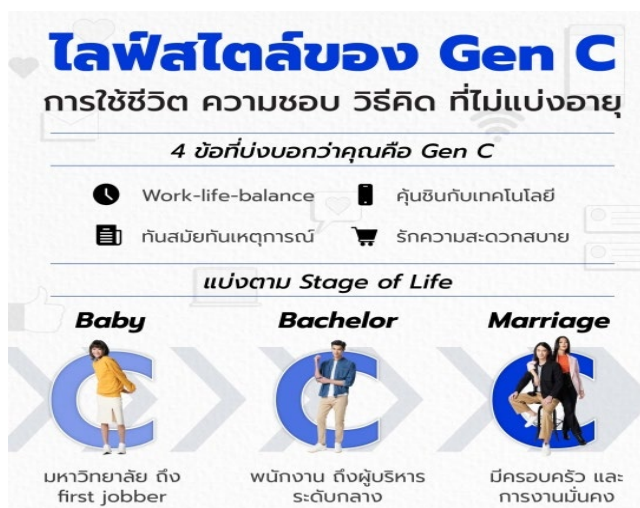 ไลฟ์สไตล์ของ Gen C
การใช้ชีวิต ความชอบ วิธีคิด ที่ไม่แบ่งอายุ
4 ข้อที่บ่งบอกว่าคุณคือ Gen C
Work-life-balance
คุ้นชินกับเทคโนโลยี
ทันสมัยทันเหตุการณ์
รักความสะดวกสบาย
แบ่งตาม Stage of Life
Baby
Bachelor
Marriage
C
C
C
มหาวิทยาลัย ถึง
first jobber
พนักงาน ถึงผู้บริหาร
ระดับกลาง
มีครอบครัว และ
การงานมั่นคง